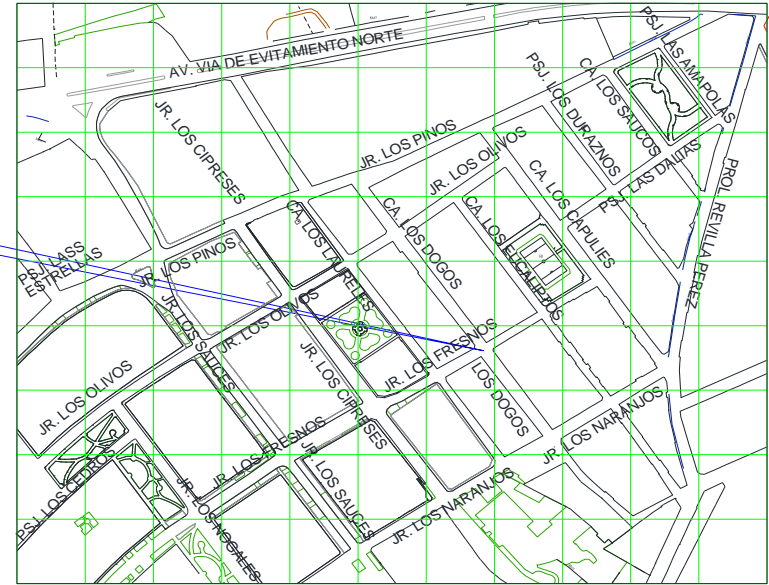 AV. VIA DE EVITAMIENTO NORTE
PSJ. LAS AMAPOLAS
CA. LOS SAUCOS
PSJ. LOS DURAZNOS
JR. LOS CIPRESES
JR. LOS PINOS
JR. LOS OLIVOS
PSJ. LAS DALIAS
CA. LOS CAPULIES
PROL. REVILLA PEREZ
CA. LOS LAURELES
CA. LOS DOGOS
CA. LOS EUCALIPTOS
PSJ. LASS
ESTRELLAS
JR. LOS PINOS
JR. LOS SAUCES
JR. LOS OLIVOS
JR. LOS FRESNOS
JR. LOS CIPRESES
JR. LOS OLIVOS
LOS DOGOS
JR. LOS NARANJOS
JR. LOS FRESNOS
JR. LOS SAUCES
PSJ. LOS CEDROS
JR. LOS NOGALES
JR. LOS NARANJOS